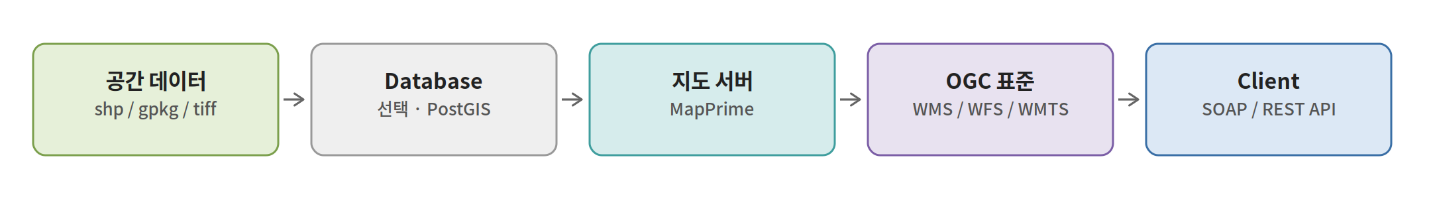 공간 데이터
shp / gpkg / tiff
Database
선택 · PostGIS
지도 서버
MapPrime
OGC 표준
WMS / WFS / WMTS
Client
SOAP / REST API